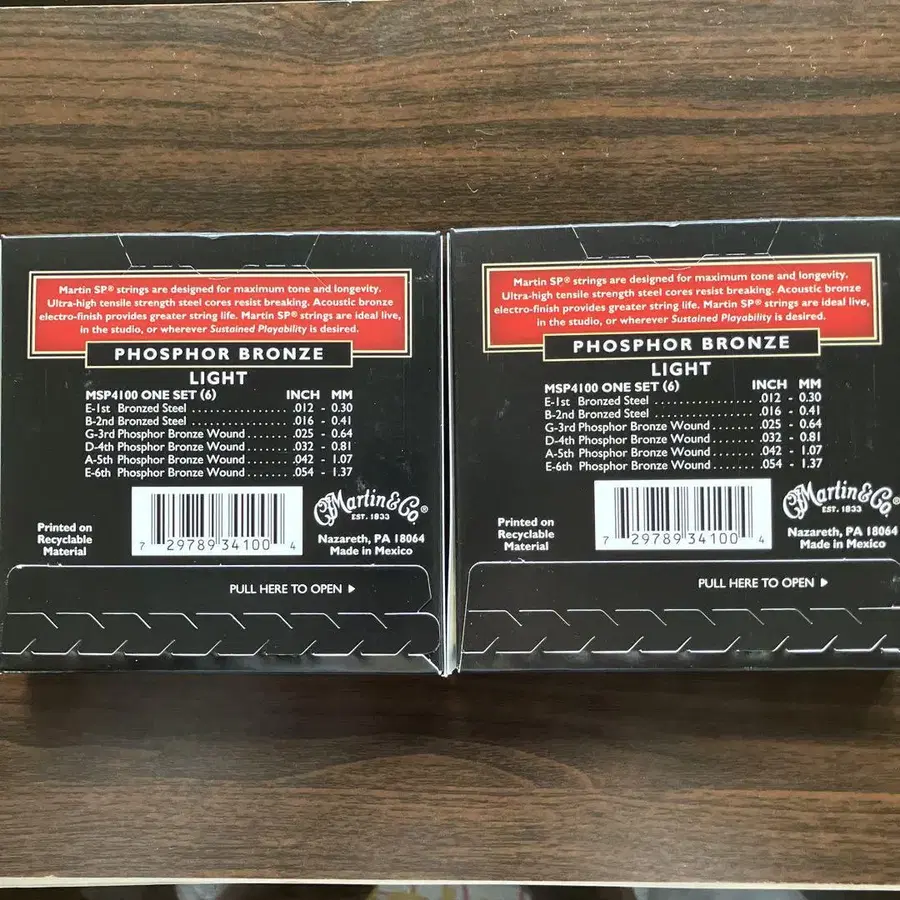 Martin SP® strings are designed for maximum tone and longevity.
Ultra-high tensile strength steel cores resist breaking. Acoustic bronze
electro-finish provides greater string life. Martin SP® strings are ideal live,
in the studio, or wherever Sustained Playability is desired.
PHOSPHOR BRONZE
LIGHT
MSP4100 ONE SET (6) INCH MM
E-1st Bronzed Steel ................ .012 - 0.30
B-2nd Bronzed Steel ................ .016 - 0.41
G-3rd Phosphor Bronze Wound ....... .025 - 0.64
D-4th Phosphor Bronze Wound ....... .032 - 0.81
A-5th Phosphor Bronze Wound ....... .042 - 1.07
E-6th Phosphor Bronze Wound ....... .054 - 1.37
Printed on
Recyclable
Material
7 29789 34100 4
Martin & Co.®
EST. 1833
Nazareth, PA 18064
Made in Mexico
PULL HERE TO OPEN ▶
Martin SP® strings are designed for maximum tone and longevity.
Ultra-high tensile strength steel cores resist breaking. Acoustic bronze
electro-finish provides greater string life. Martin SP® strings are ideal live,
in the studio, or wherever Sustained Playability is desired.
PHOSPHOR BRONZE
LIGHT
MSP4100 ONE SET (6) INCH MM
E-1st Bronzed Steel ................ .012 - 0.30
B-2nd Bronzed Steel ................ .016 - 0.41
G-3rd Phosphor Bronze Wound ....... .025 - 0.64
D-4th Phosphor Bronze Wound ....... .032 - 0.81
A-5th Phosphor Bronze Wound ....... .042 - 1.07
E-6th Phosphor Bronze Wound ....... .054 - 1.37
Printed on
Recyclable
Material
7 29789 34100 4
Martin & Co.
EST. 1833
Nazareth, PA 18064
Made in Mexico
PULL HERE TO OPEN ▶